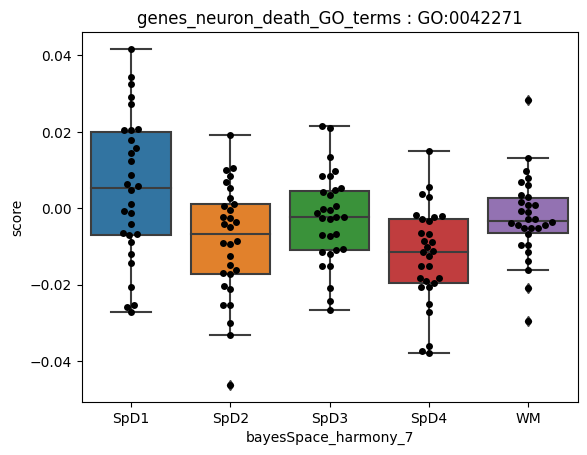 genes_neuron_death_GO_terms : GO:0042271
score
0.04
0.02
0.00
−0.02
−0.04
SpD1 SpD2 SpD3 SpD4 WM
bayesSpace_harmony_7